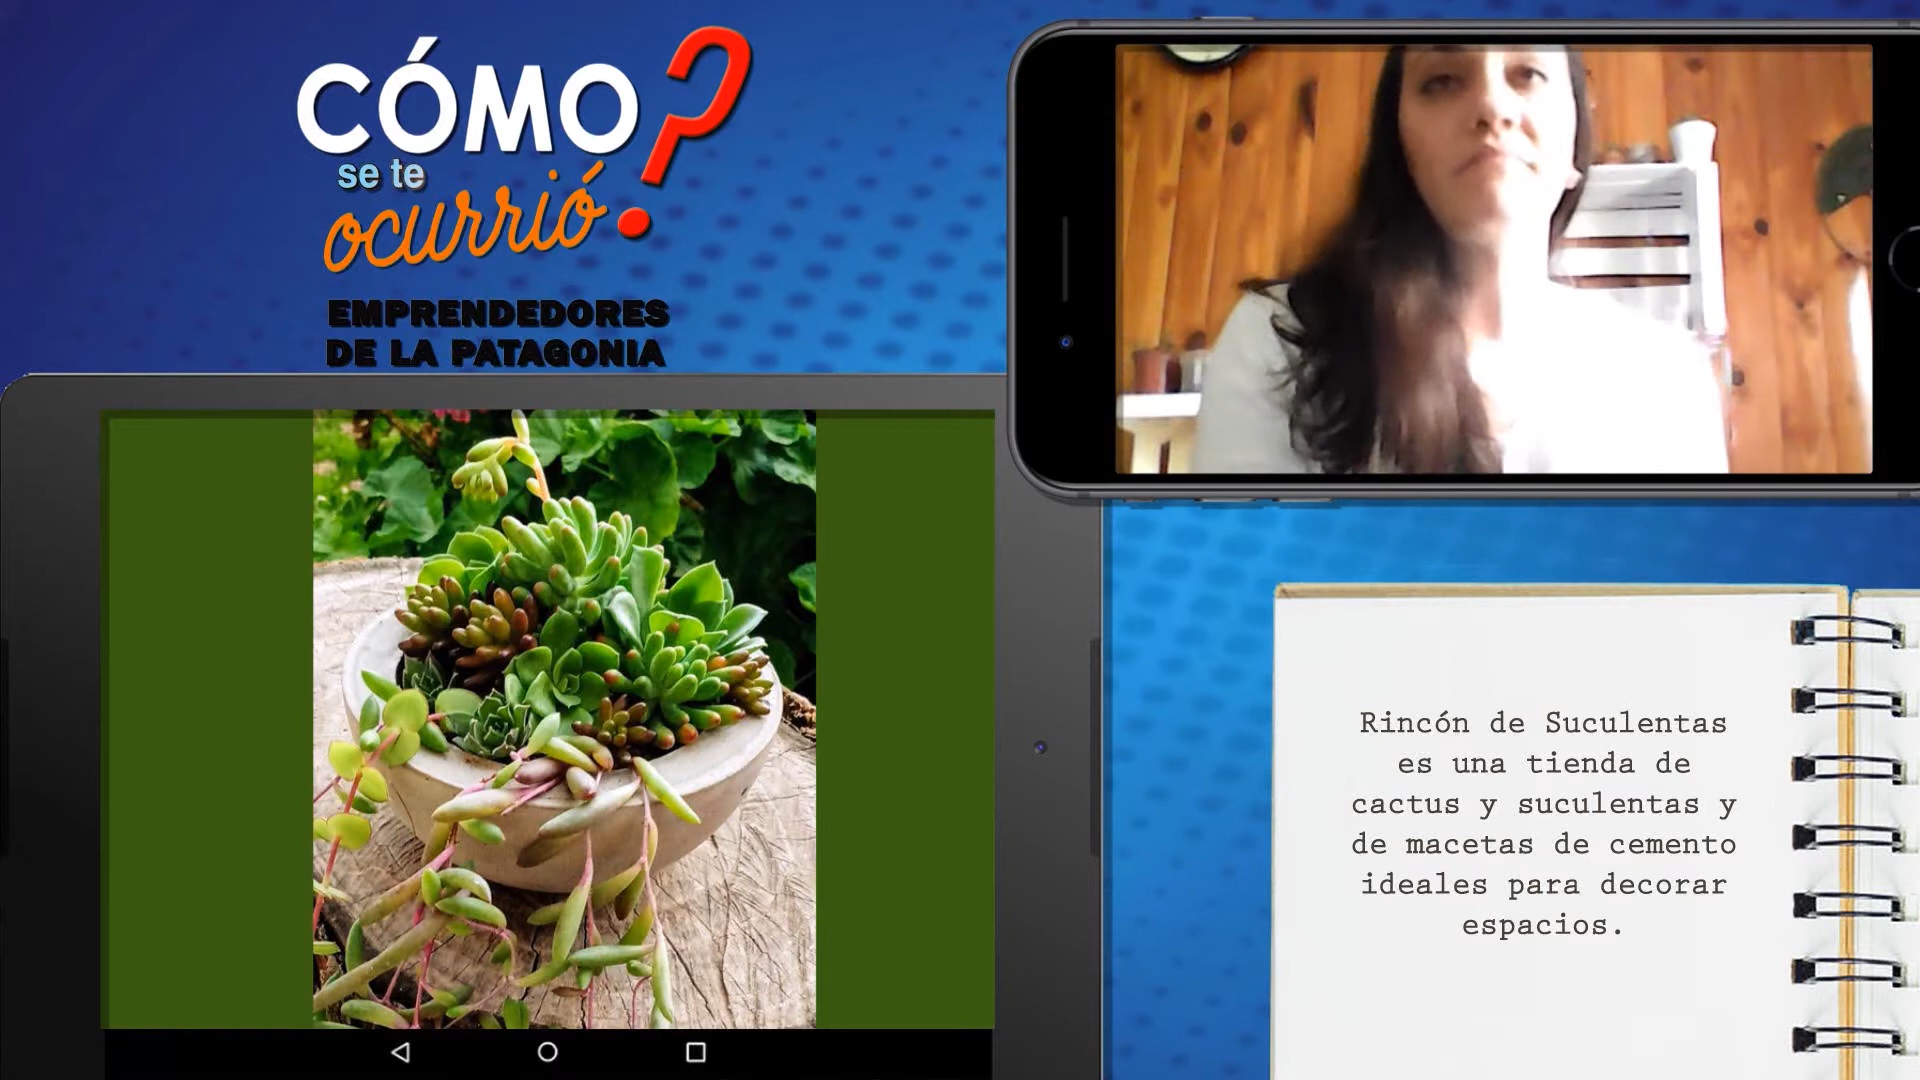 CÓMO?
se te
ocurrió
EMPRENDEDORES
DE LA PATAGONIA
Rincón de Suculentas
es una tienda de
cactus y suculentas y
de macetas de cemento
ideales para decorar
espacios.